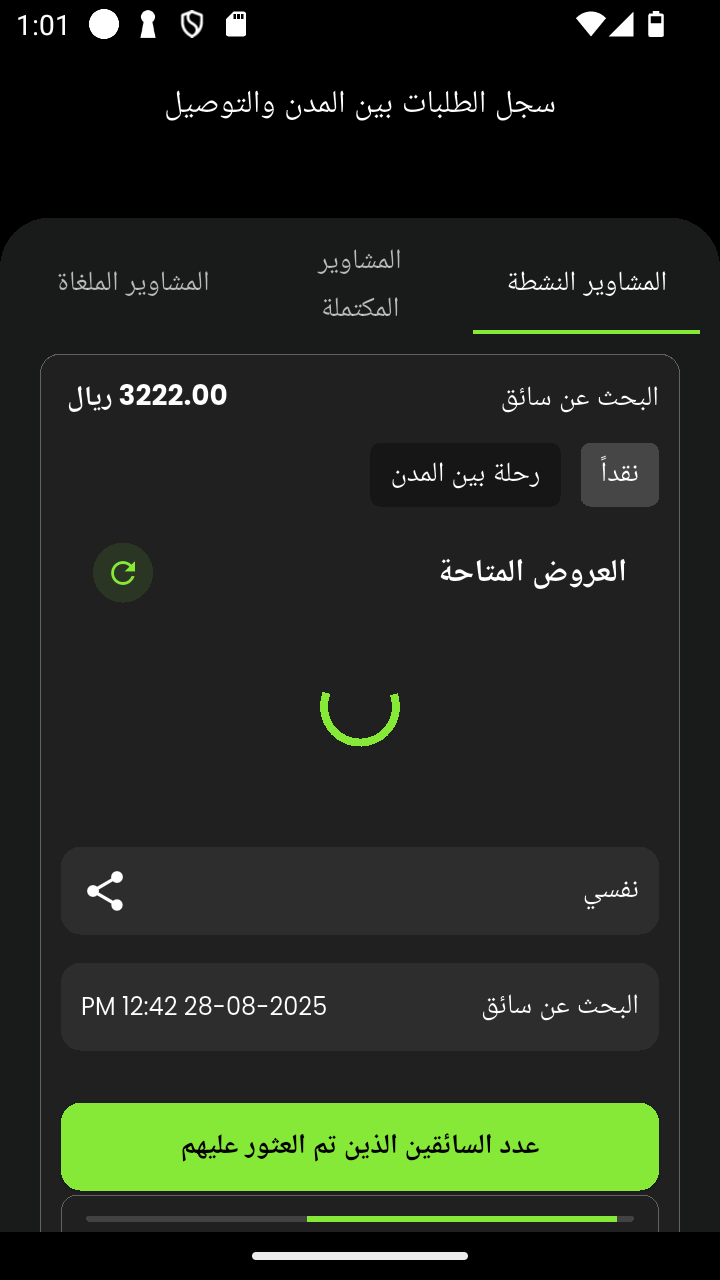 1:01
سجل الطلبات بين المدن والتوصيل
المشاوير النشطة
المشاوير
المكتملة
المشاوير الملغاة
البحث عن سائق
3222.00 ريال
نقداً
رحلة بين المدن
العروض المتاحة
نفسي
البحث عن سائق
PM 12:42 28-08-2025
عدد السائقين الذين تم العثور عليهم